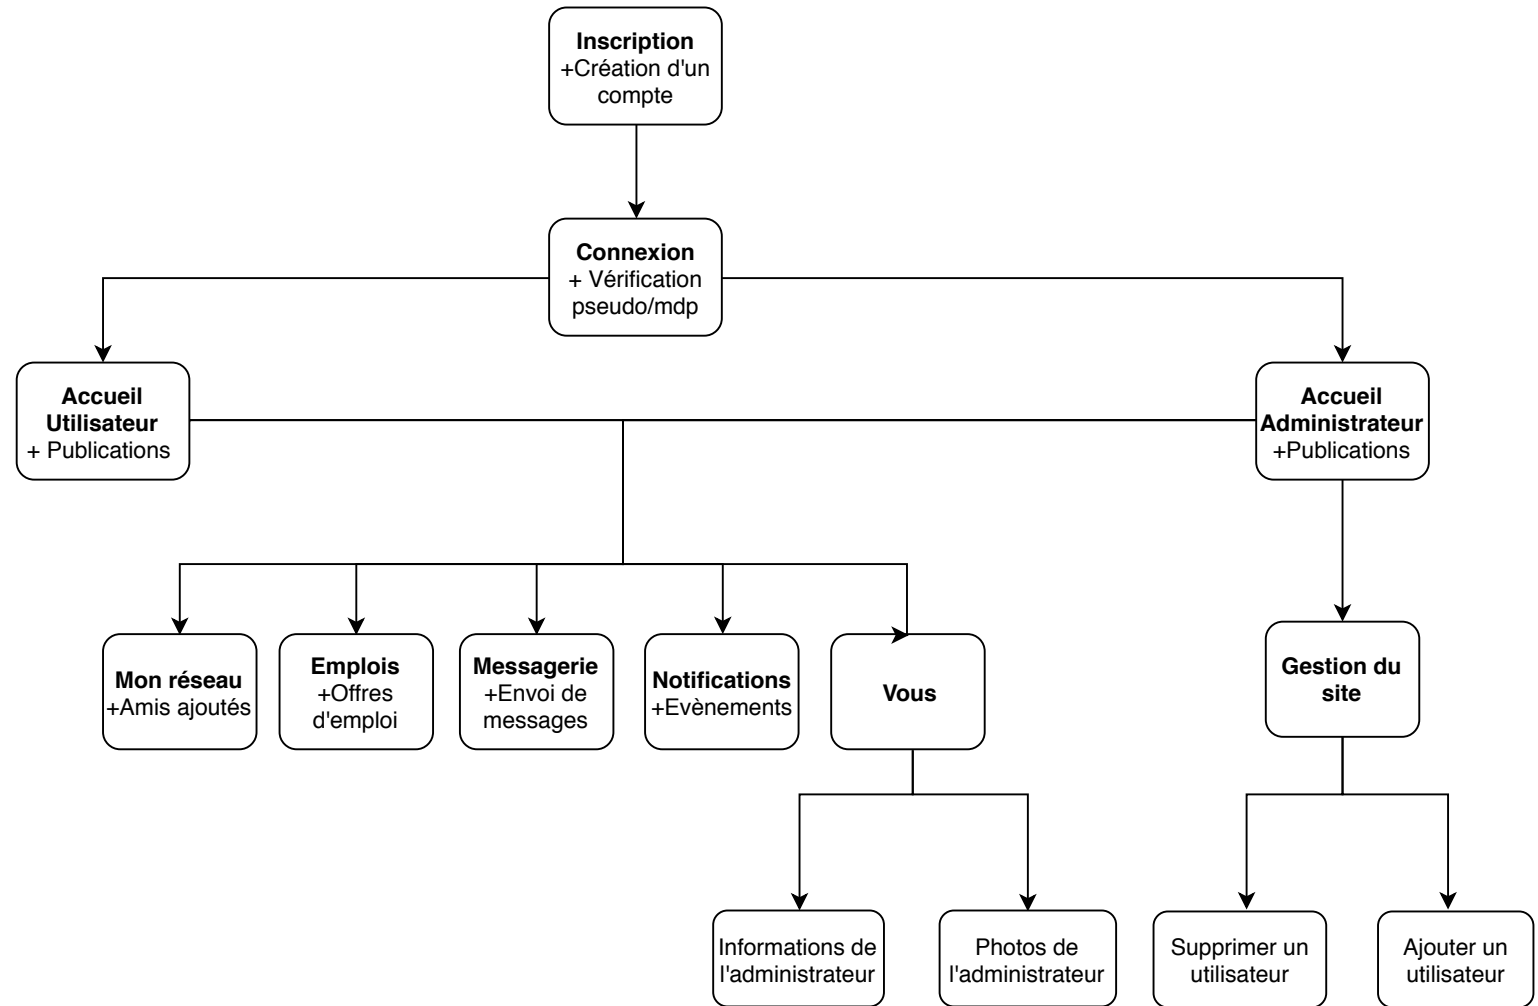 Inscription
+Création d'un
compte
Connexion
+ Vérification
pseudo/mdp
Accueil
Utilisateur
+ Publications
Accueil
Administrateur
+Publications
Mon réseau
+Amis ajoutés
Emplois
+Offres
d'emploi
Messagerie
+Envoi de
messages
Notifications
+Evènements
Vous
Gestion du
site
Informations de
l'administrateur
Photos de
l'administrateur
Supprimer un
utilisateur
Ajouter un
utilisateur